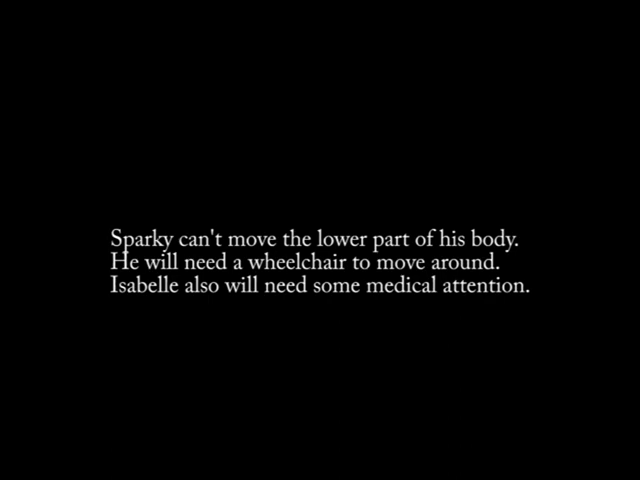 Sparky can't move the lower part of his body.
He will need a wheelchair to move around.
Isabelle also will need some medical attention.